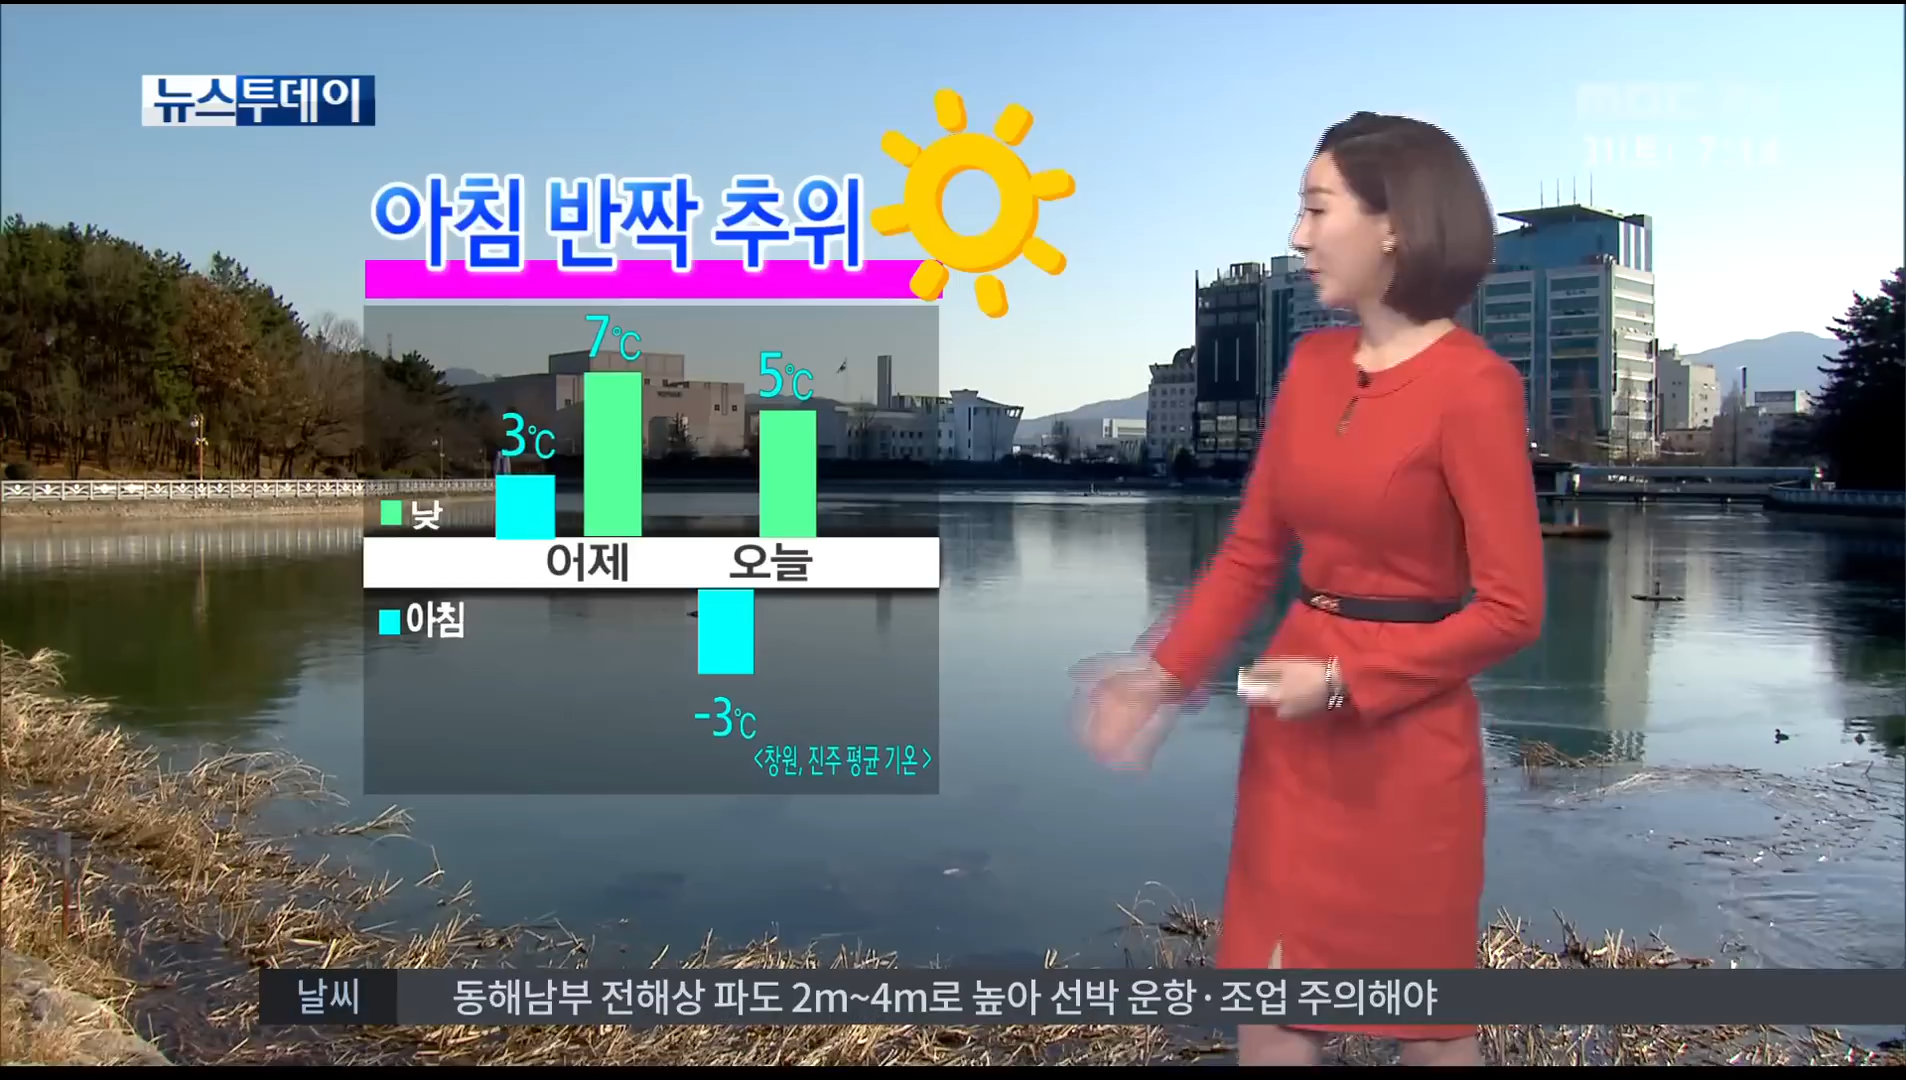 뉴스투데이
아침 반짝 추위
7℃
5℃
3℃
낮
어제 오늘
아침
-3℃
<창원, 진주 평균 기온>
날씨 동해남부 전해상 파도 2m~4m로 높아 선박 운항·조업 주의해야